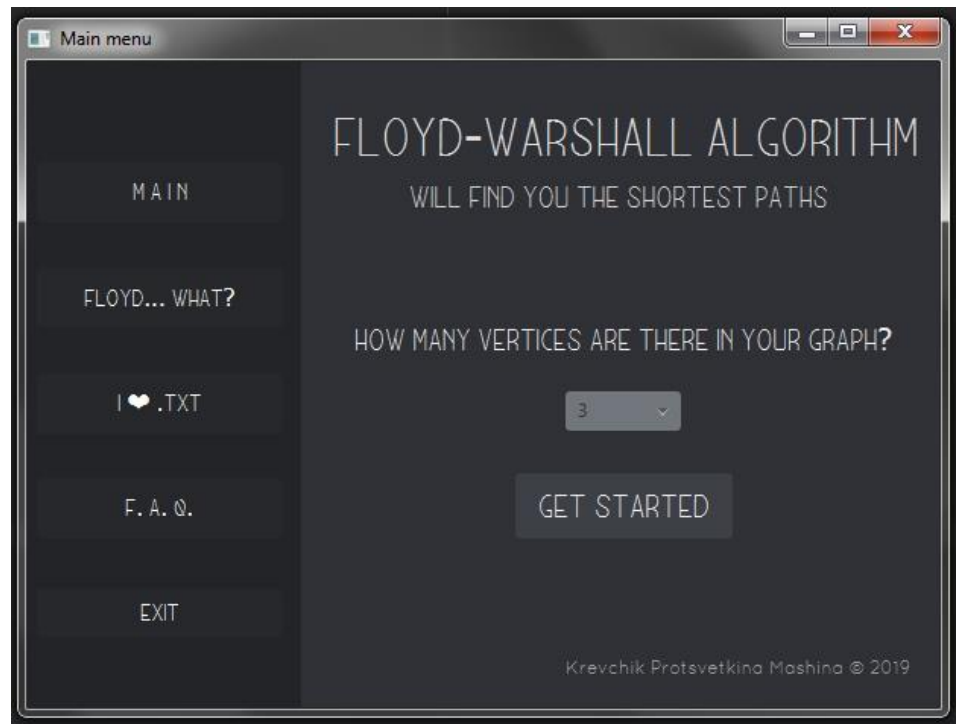 Main menu
MAIN
FLOYD... WHAT?
I ❤ .TXT
F. A. Q.
EXIT
FLOYD-WARSHALL ALGORITHM
WILL FIND YOU THE SHORTEST PATHS
HOW MANY VERTICES ARE THERE IN YOUR GRAPH?
3
GET STARTED
Krevchik Protsvetkina Mashina © 2019